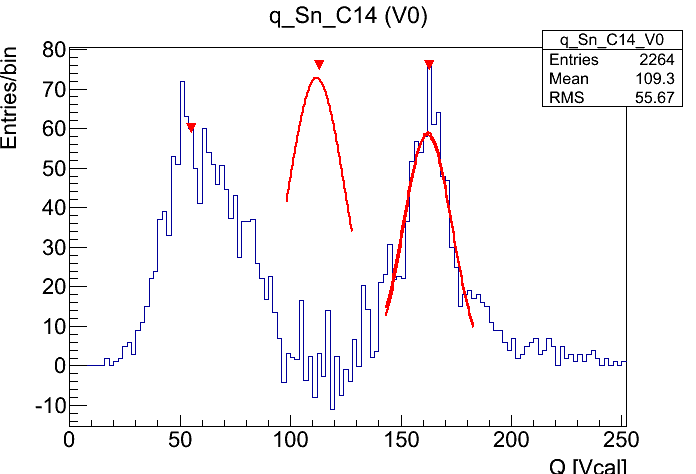 q_Sn_C14 (V0)
q_Sn_C14_V0
Entries 2264
Mean 109.3
RMS 55.67
Entries/bin
80
70
60
50
40
30
20
10
0
-10
0 50 100 150 200 250
Q [Vcal]